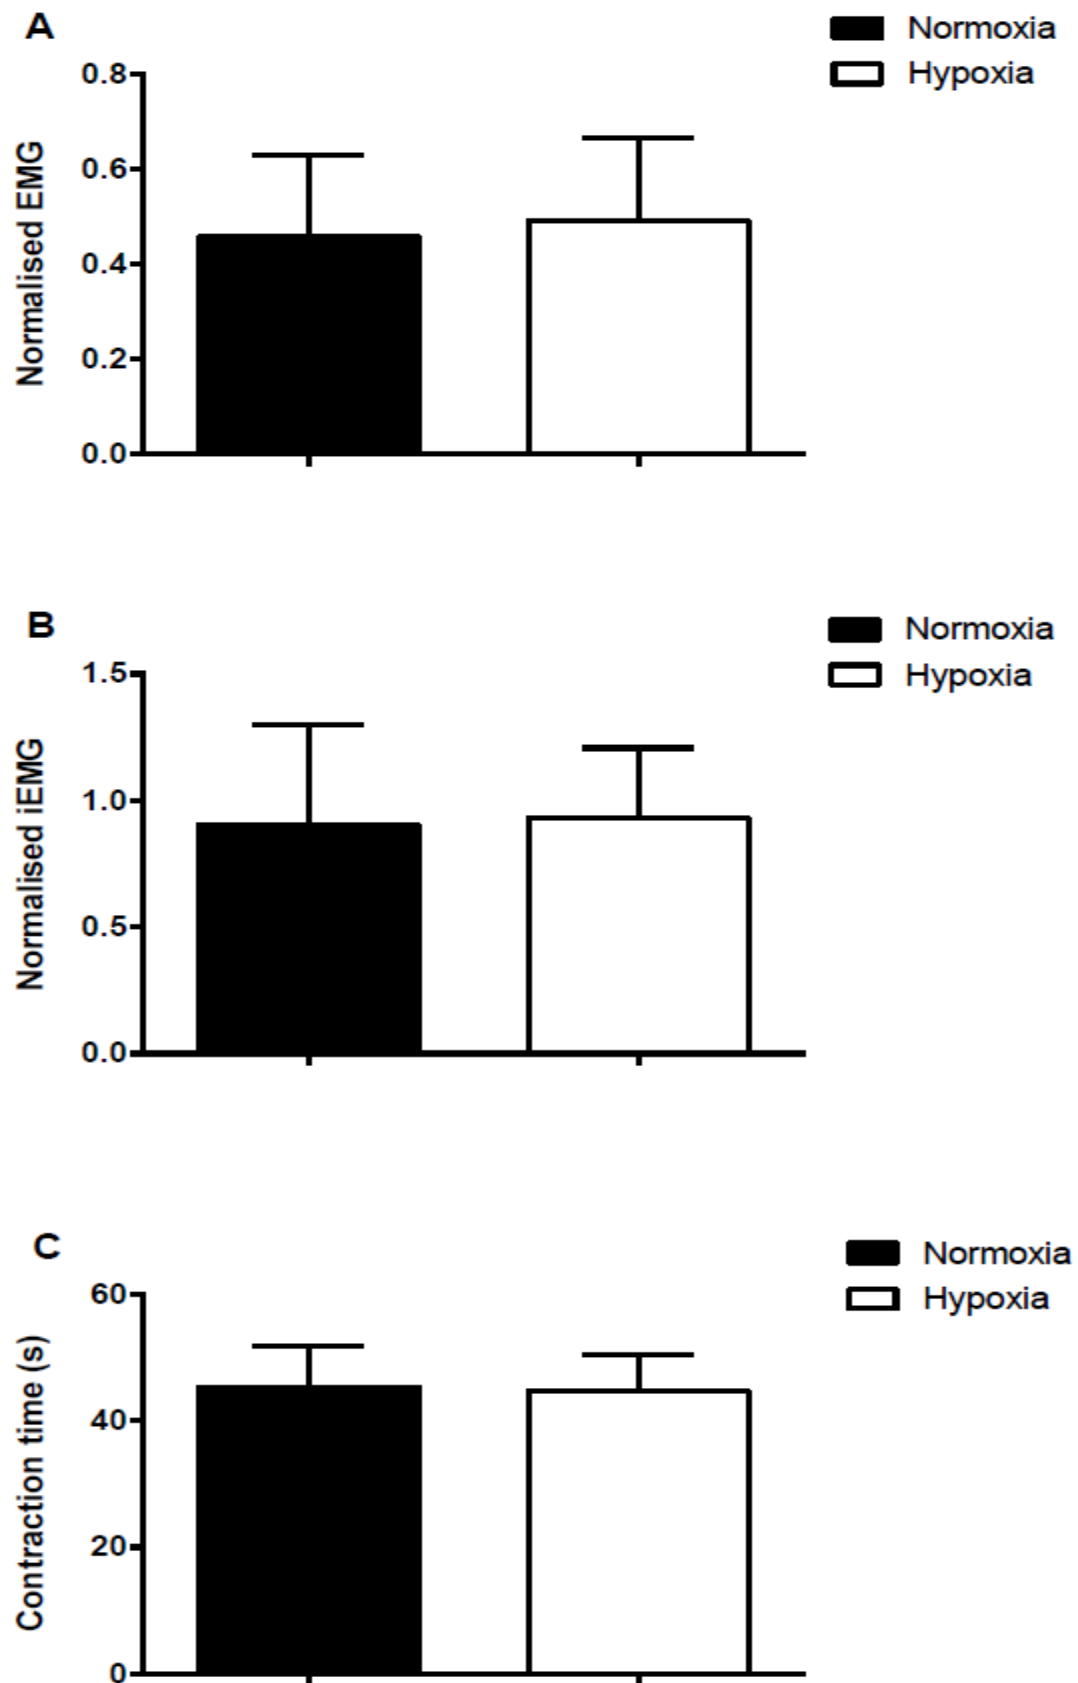 A
Normoxia
Hypoxia
0.8
0.6
0.4
0.2
0.0
Normalised EMG
B
Normoxia
Hypoxia
1.5
1.0
0.5
0.0
Normalised iEMG
C
Normoxia
Hypoxia
60
40
20
0
Contraction time (s)